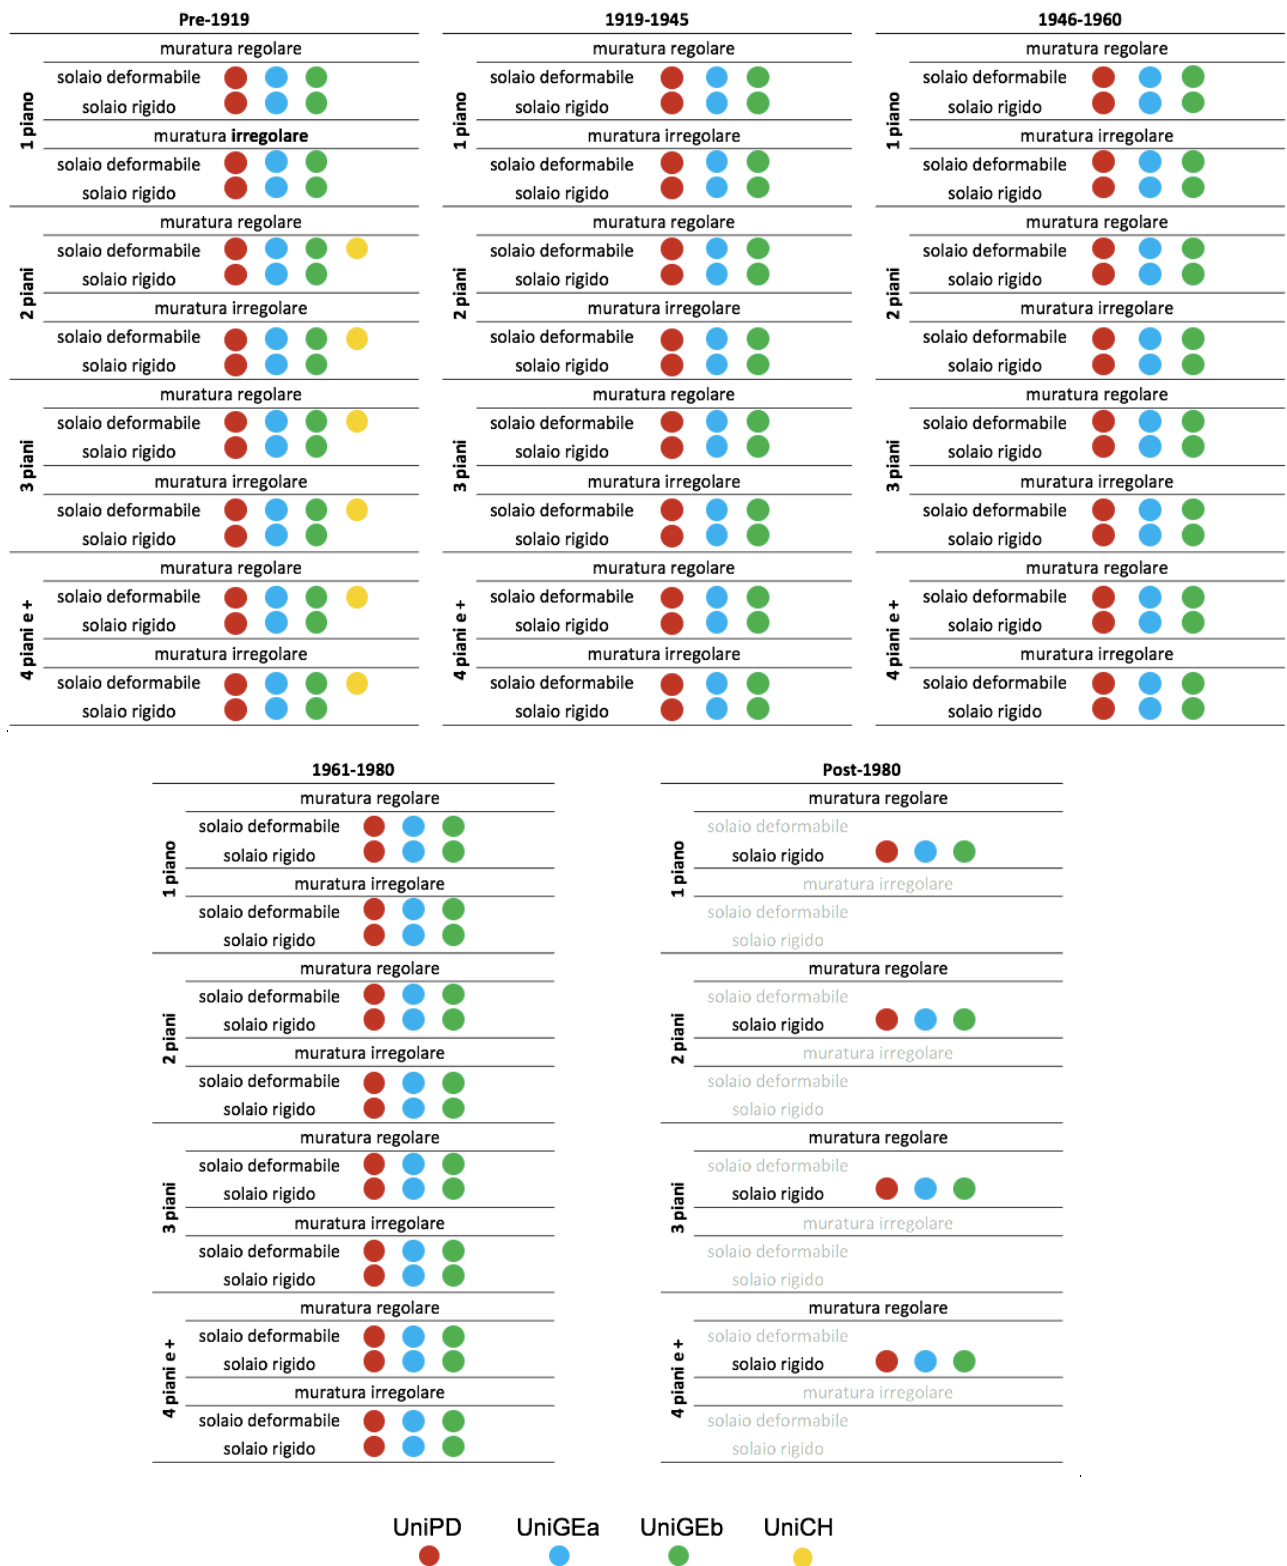 Pre-1919
muratura regolare
1 piano
solaio deformabile
solaio rigido
muratura irregolare
solaio deformabile
solaio rigido
muratura regolare
2 piani
solaio deformabile
solaio rigido
muratura irregolare
solaio deformabile
solaio rigido
muratura regolare
3 piani
solaio deformabile
solaio rigido
muratura irregolare
solaio deformabile
solaio rigido
muratura regolare
4 piani e +
solaio deformabile
solaio rigido
muratura irregolare
solaio deformabile
solaio rigido
1919-1945
muratura regolare
1 piano
solaio deformabile
solaio rigido
muratura irregolare
solaio deformabile
solaio rigido
muratura regolare
2 piani
solaio deformabile
solaio rigido
muratura irregolare
solaio deformabile
solaio rigido
muratura regolare
3 piani
solaio deformabile
solaio rigido
muratura irregolare
solaio deformabile
solaio rigido
muratura regolare
4 piani e +
solaio deformabile
solaio rigido
muratura irregolare
solaio deformabile
solaio rigido
1946-1960
muratura regolare
1 piano
solaio deformabile
solaio rigido
muratura irregolare
solaio deformabile
solaio rigido
muratura regolare
2 piani
solaio deformabile
solaio rigido
muratura irregolare
solaio deformabile
solaio rigido
muratura regolare
3 piani
solaio deformabile
solaio rigido
muratura irregolare
solaio deformabile
solaio rigido
muratura regolare
4 piani e +
solaio deformabile
solaio rigido
muratura irregolare
solaio deformabile
solaio rigido
1961-1980
muratura regolare
1 piano
solaio deformabile
solaio rigido
muratura irregolare
solaio deformabile
solaio rigido
muratura regolare
2 piani
solaio deformabile
solaio rigido
muratura irregolare
solaio deformabile
solaio rigido
muratura regolare
3 piani
solaio deformabile
solaio rigido
muratura irregolare
solaio deformabile
solaio rigido
muratura regolare
4 piani e +
solaio deformabile
solaio rigido
muratura irregolare
solaio deformabile
solaio rigido
Post-1980
muratura regolare
1 piano
solaio deformabile
solaio rigido
muratura irregolare
solaio deformabile
solaio rigido
muratura regolare
2 piani
solaio deformabile
solaio rigido
muratura irregolare
solaio deformabile
solaio rigido
muratura regolare
3 piani
solaio deformabile
solaio rigido
muratura irregolare
solaio deformabile
solaio rigido
muratura regolare
4 piani e +
solaio deformabile
solaio rigido
muratura irregolare
solaio deformabile
solaio rigido
UniPD UniGEa UniGEb UniCH